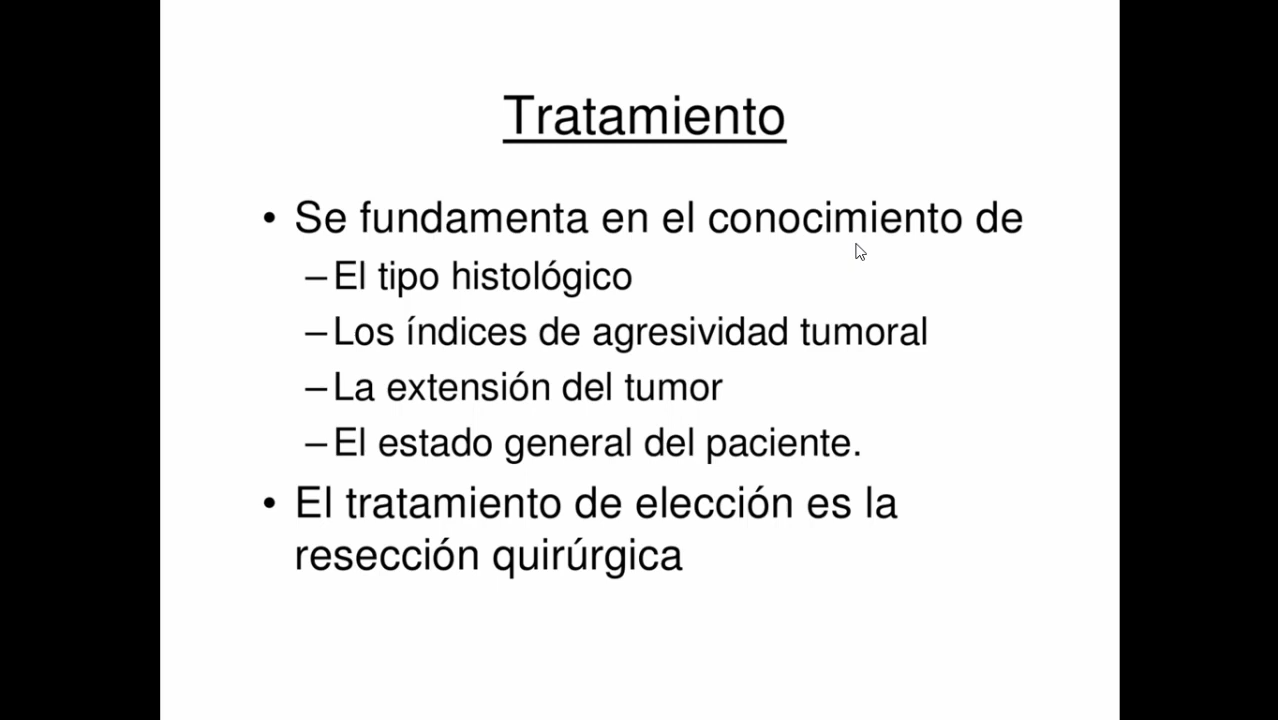 Tratamiento
• Se fundamenta en el conocimiento de
–El tipo histológico
–Los índices de agresividad tumoral
–La extensión del tumor
–El estado general del paciente.
• El tratamiento de elección es la
resección quirúrgica